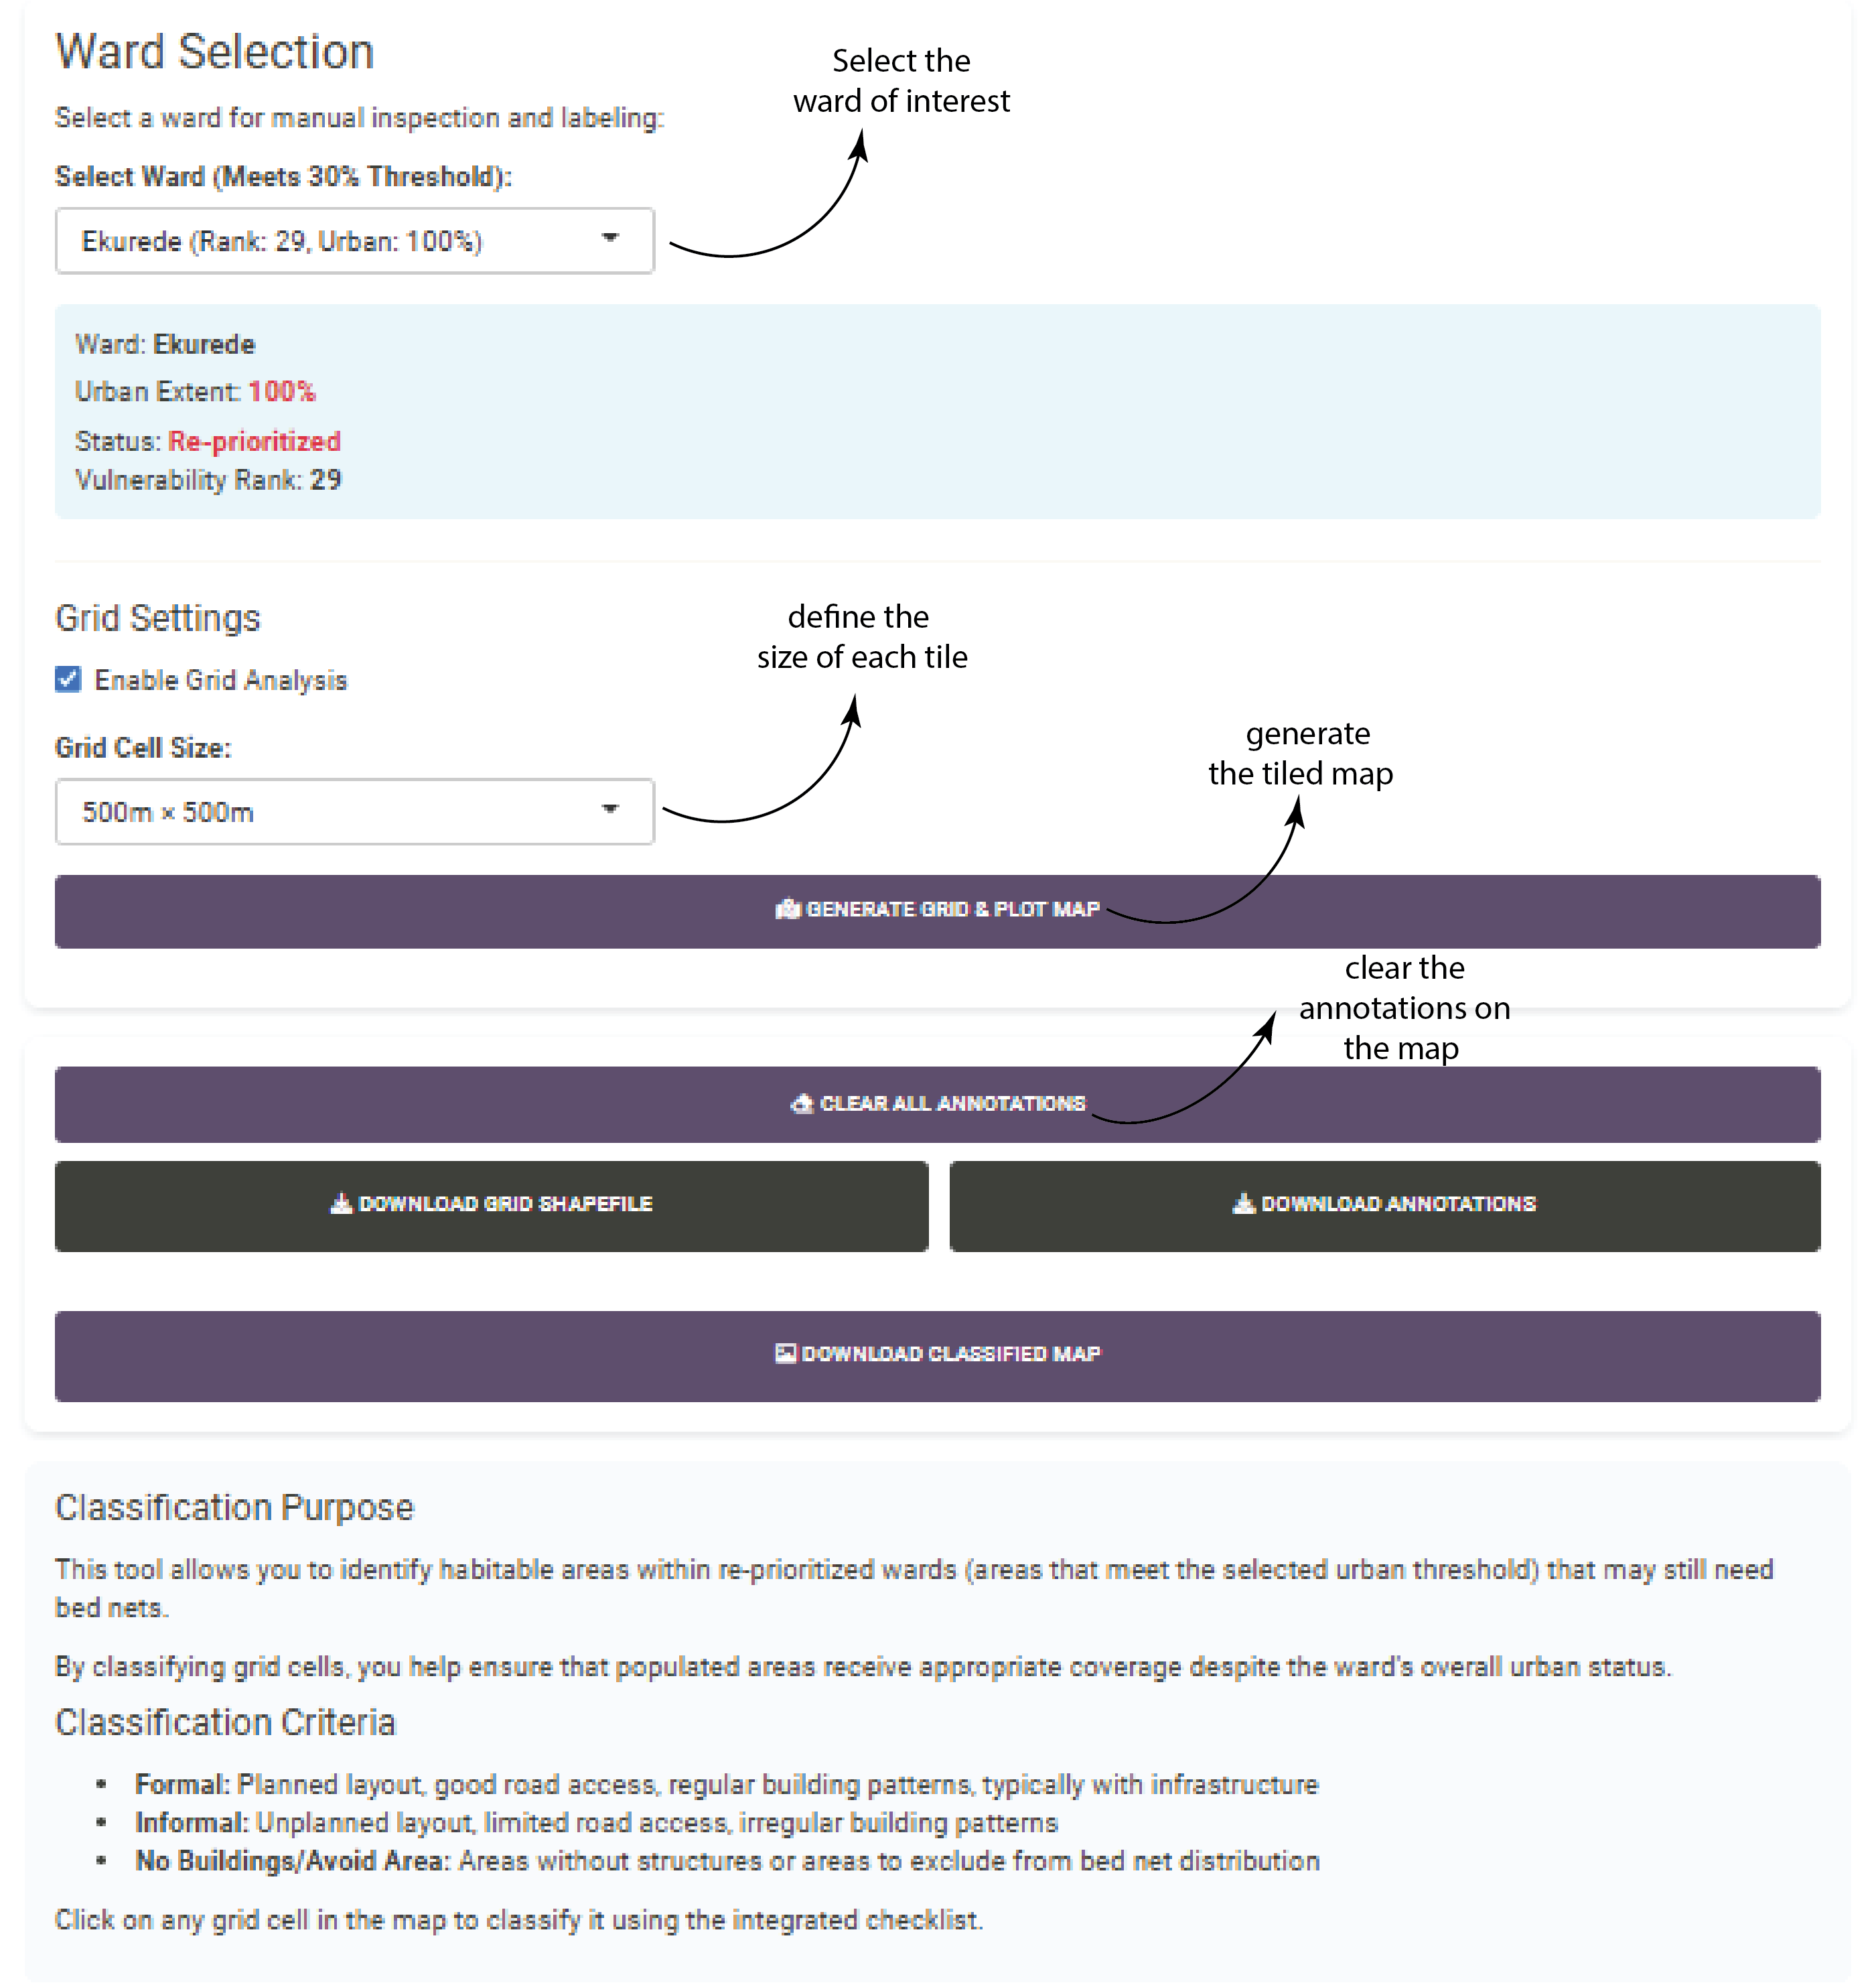 Ward Selection
Select the
ward of interest
Select a ward for manual inspection and labeling:
Select Ward (Meets 30% Threshold):
Ekurede (Rank: 29, Urban: 100%)
Ward: Ekurede
Urban Extent: 100%
Status: Re-prioritized
Vulnerability Rank: 29
Grid Settings
define the
size of each tile
Enable Grid Analysis
Grid Cell Size:
500m × 500m
generate
the tiled map
GENERATE GRID & PLOT MAP
clear the
annotations on
the map
CLEAR ALL ANNOTATIONS
DOWNLOAD GRID SHAPEFILE
DOWNLOAD ANNOTATIONS
DOWNLOAD CLASSIFIED MAP
Classification Purpose
This tool allows you to identify habitable areas within re-prioritized wards (areas that meet the selected urban threshold) that may still need
bed nets.
By classifying grid cells, you help ensure that populated areas receive appropriate coverage despite the ward's overall urban status.
Classification Criteria
• Formal: Planned layout, good road access, regular building patterns, typically with infrastructure
• Informal: Unplanned layout, limited road access, irregular building patterns
• No Buildings/Avoid Area: Areas without structures or areas to exclude from bed net distribution
Click on any grid cell in the map to classify it using the integrated checklist.